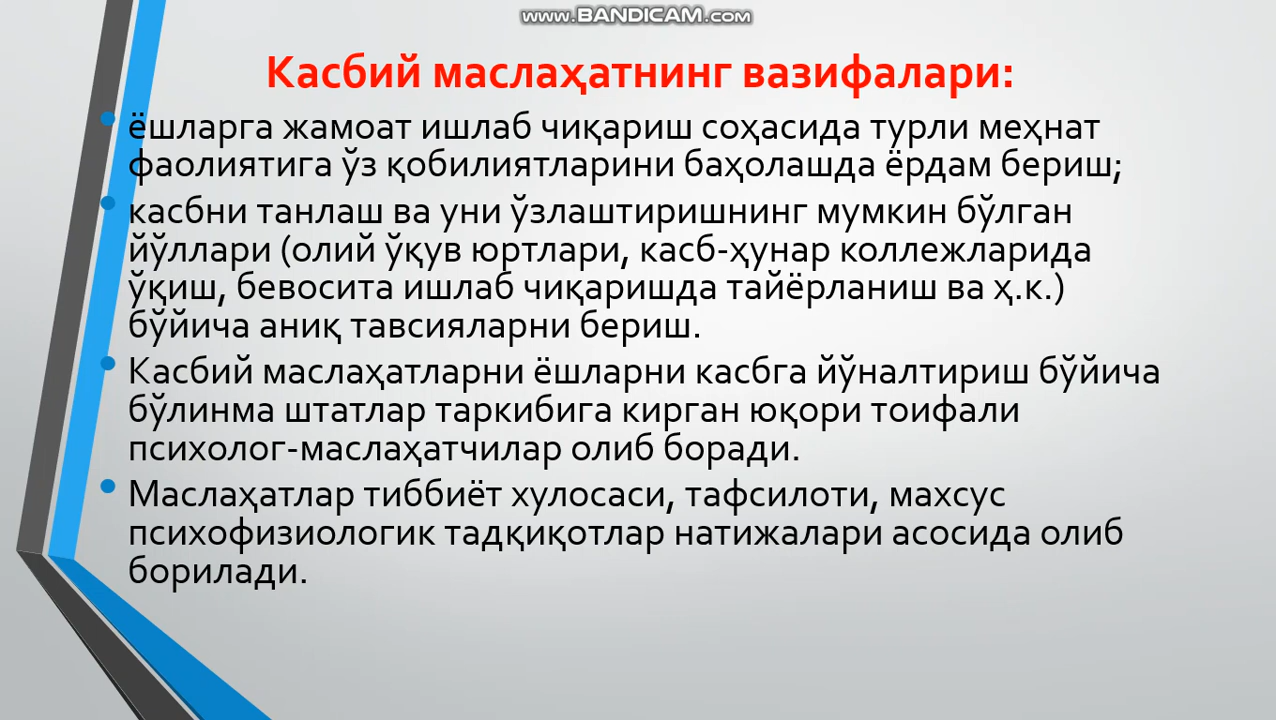 www.BANDICAM.com
Касбий маслаҳатнинг вазифалари:
ёшларга жамоат ишлаб чиқариш соҳасида турли меҳнат
фаолиятига ўз қобилиятларини баҳолашда ёрдам бериш;
касбни танлаш ва уни ўзлаштиришнинг мумкин бўлган
йўллари (олий ўқув юртлари, касб-ҳунар коллежларида
ўқиш, бевосита ишлаб чиқаришда тайёрланиш ва ҳ.к.)
бўйича аниқ тавсияларни бериш.
Касбий маслаҳатларни ёшларни касбга йўналтириш бўйича
бўлинма штатлар таркибига кирган юқори тоифали
психолог-маслаҳатчилар олиб боради.
Маслаҳатлар тиббиёт хулосаси, тафсилоти, махсус
психофизиологик тадқиқотлар натижалари асосида олиб
борилади.